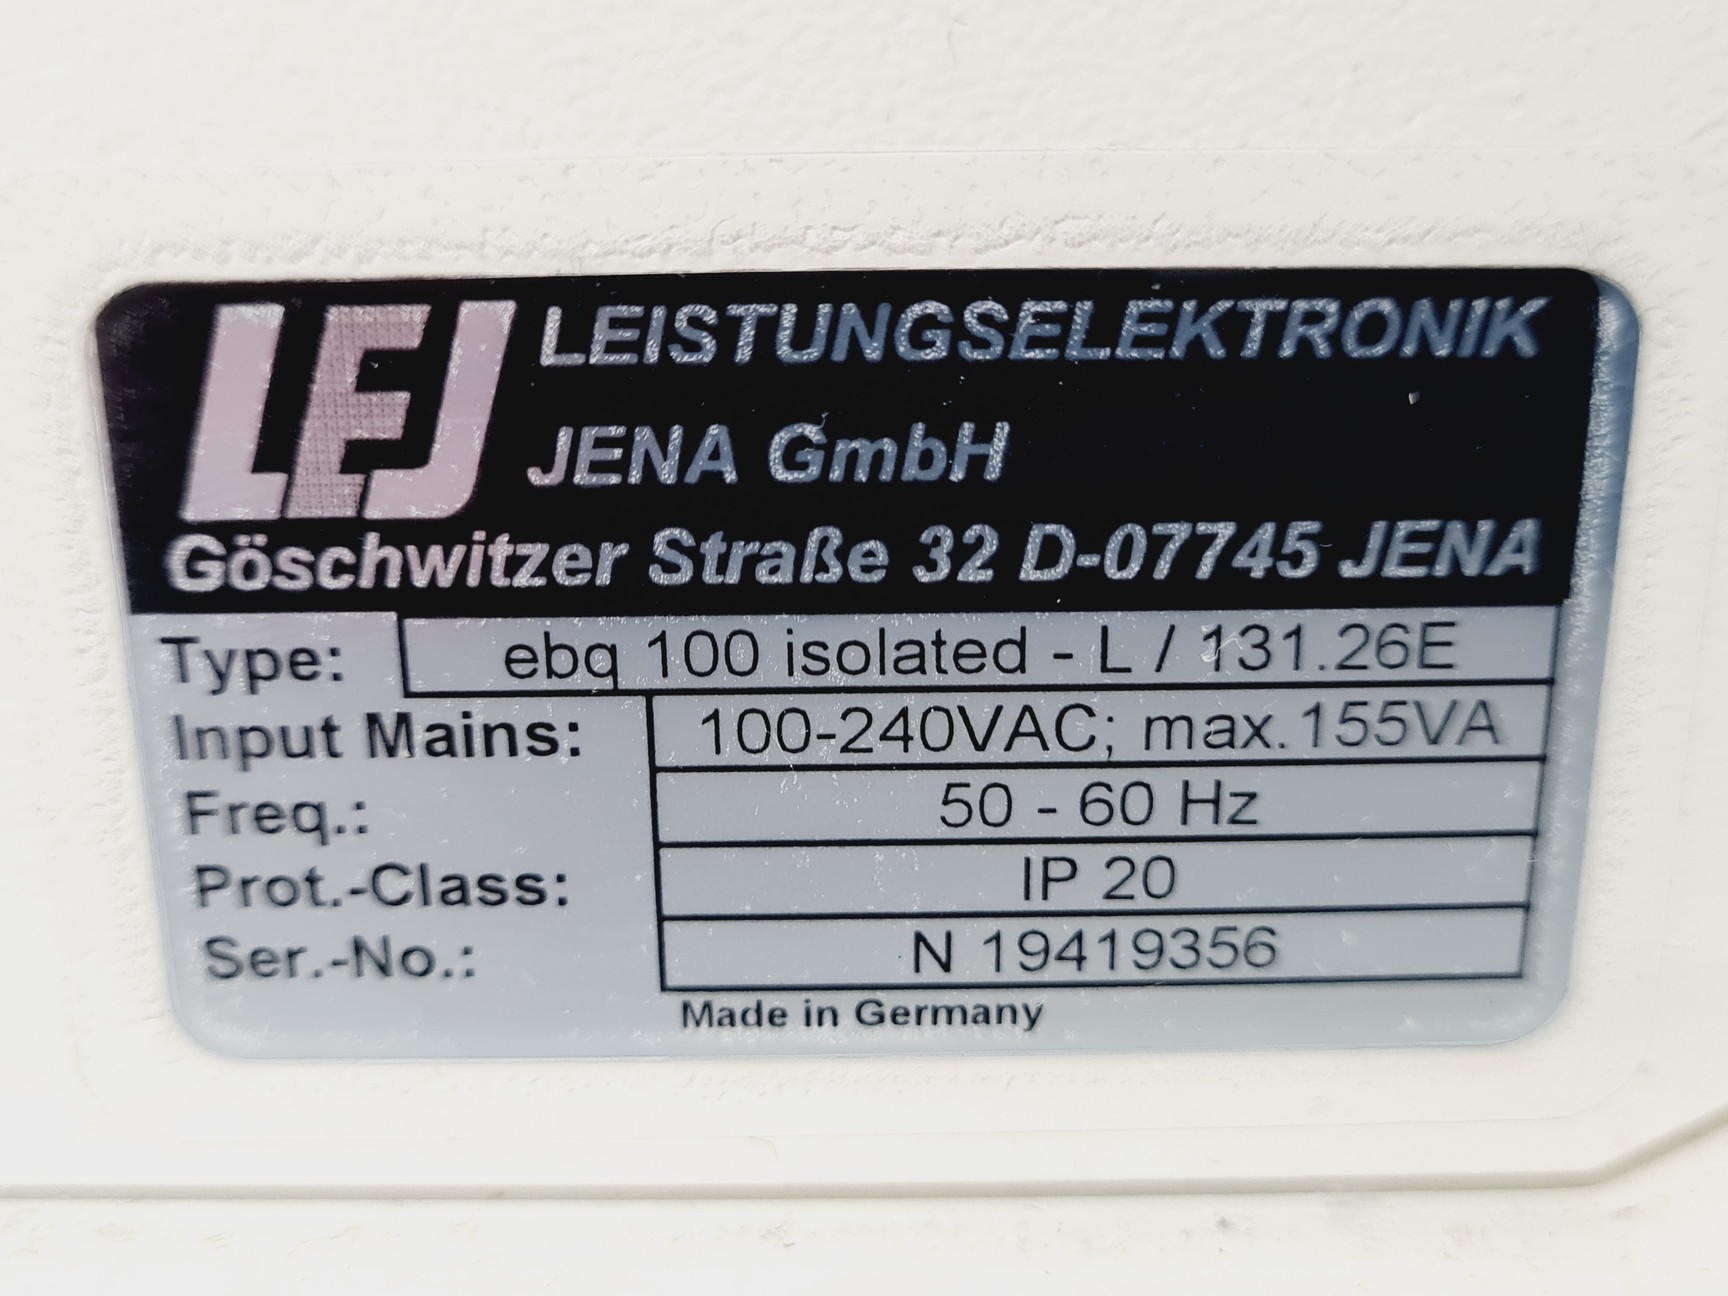 LEJ LEISTUNGSELEKTRONIK
JENA GmbH
Göschwitzer Straße 32 D-07745 JENA
Type: ebq 100 isolated - L / 131.26E
Input Mains: 100-240VAC; max.155VA
Freq.: 50 - 60 Hz
Prot.-Class: IP 20
Ser.-No.: N 19419356
Made in Germany